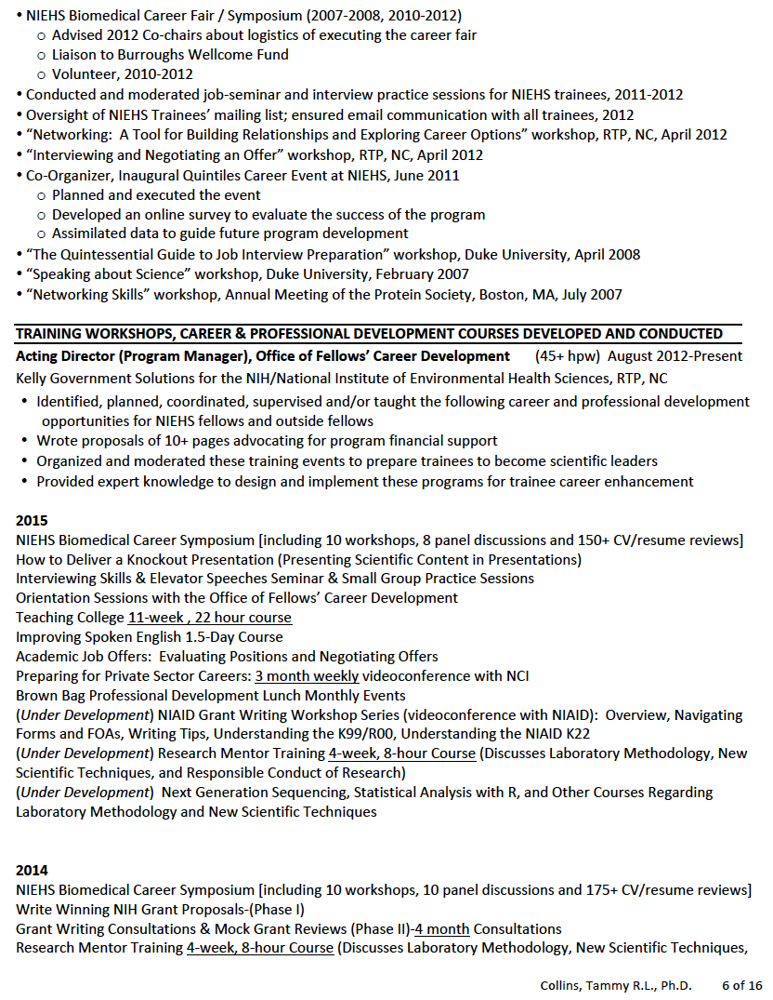 • NIEHS Biomedical Career Fair / Symposium (2007-2008, 2010-2012)
o Advised 2012 Co-chairs about logistics of executing the career fair
o Liaison to Burroughs Wellcome Fund
o Volunteer, 2010-2012
• Conducted and moderated job-seminar and interview practice sessions for NIEHS trainees, 2011-2012
• Oversight of NIEHS Trainees’ mailing list; ensured email communication with all trainees, 2012
• “Networking:  A Tool for Building Relationships and Exploring Career Options” workshop, RTP, NC, April 2012
• “Interviewing and Negotiating an Offer” workshop, RTP, NC, April 2012
• Co-Organizer, Inaugural Quintiles Career Event at NIEHS, June 2011
o Planned and executed the event
o Developed an online survey to evaluate the success of the program
o Assimilated data to guide future program development
• “The Quintessential Guide to Job Interview Preparation” workshop, Duke University, April 2008
• “Speaking about Science” workshop, Duke University, February 2007
• “Networking Skills” workshop, Annual Meeting of the Protein Society, Boston, MA, July 2007
TRAINING WORKSHOPS, CAREER & PROFESSIONAL DEVELOPMENT COURSES DEVELOPED AND CONDUCTED
Acting Director (Program Manager), Office of Fellows’ Career Development (45+ hpw) August 2012-Present
Kelly Government Solutions for the NIH/National Institute of Environmental Health Sciences, RTP, NC
• Identified, planned, coordinated, supervised and/or taught the following career and professional development
opportunities for NIEHS fellows and outside fellows
• Wrote proposals of 10+ pages advocating for program financial support
• Organized and moderated these training events to prepare trainees to become scientific leaders
• Provided expert knowledge to design and implement these programs for trainee career enhancement
2015
NIEHS Biomedical Career Symposium [including 10 workshops, 8 panel discussions and 150+ CV/resume reviews]
How to Deliver a Knockout Presentation (Presenting Scientific Content in Presentations)
Interviewing Skills & Elevator Speeches Seminar & Small Group Practice Sessions
Orientation Sessions with the Office of Fellows’ Career Development
Teaching College 11-week , 22 hour course
Improving Spoken English 1.5-Day Course
Academic Job Offers:  Evaluating Positions and Negotiating Offers
Preparing for Private Sector Careers: 3 month weekly videoconference with NCI
Brown Bag Professional Development Lunch Monthly Events
(Under Development) NIAID Grant Writing Workshop Series (videoconference with NIAID):  Overview, Navigating
Forms and FOAs, Writing Tips, Understanding the K99/R00, Understanding the NIAID K22
(Under Development) Research Mentor Training 4-week, 8-hour Course (Discusses Laboratory Methodology, New
Scientific Techniques, and Responsible Conduct of Research)
(Under Development)  Next Generation Sequencing, Statistical Analysis with R, and Other Courses Regarding
Laboratory Methodology and New Scientific Techniques
2014
NIEHS Biomedical Career Symposium [including 10 workshops, 10 panel discussions and 175+ CV/resume reviews]
Write Winning NIH Grant Proposals-(Phase I)
Grant Writing Consultations & Mock Grant Reviews (Phase II)-4 month Consultations
Research Mentor Training 4-week, 8-hour Course (Discusses Laboratory Methodology, New Scientific Techniques,
Collins, Tammy R.L., Ph.D. 6 of 16